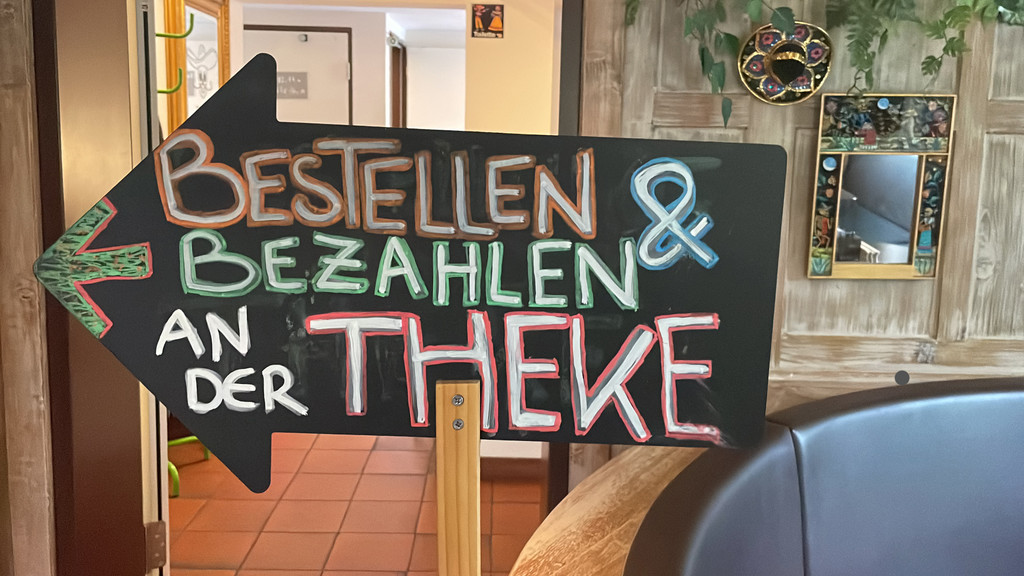 BESTELLEN &
BEZAHLEN
AN DER THEKE